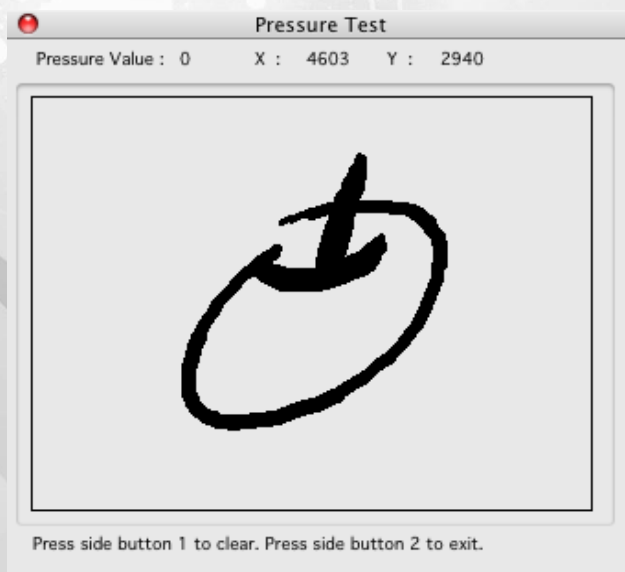 Pressure Test
Pressure Value : 0 X : 4603 Y : 2940
Press side button 1 to clear. Press side button 2 to exit.